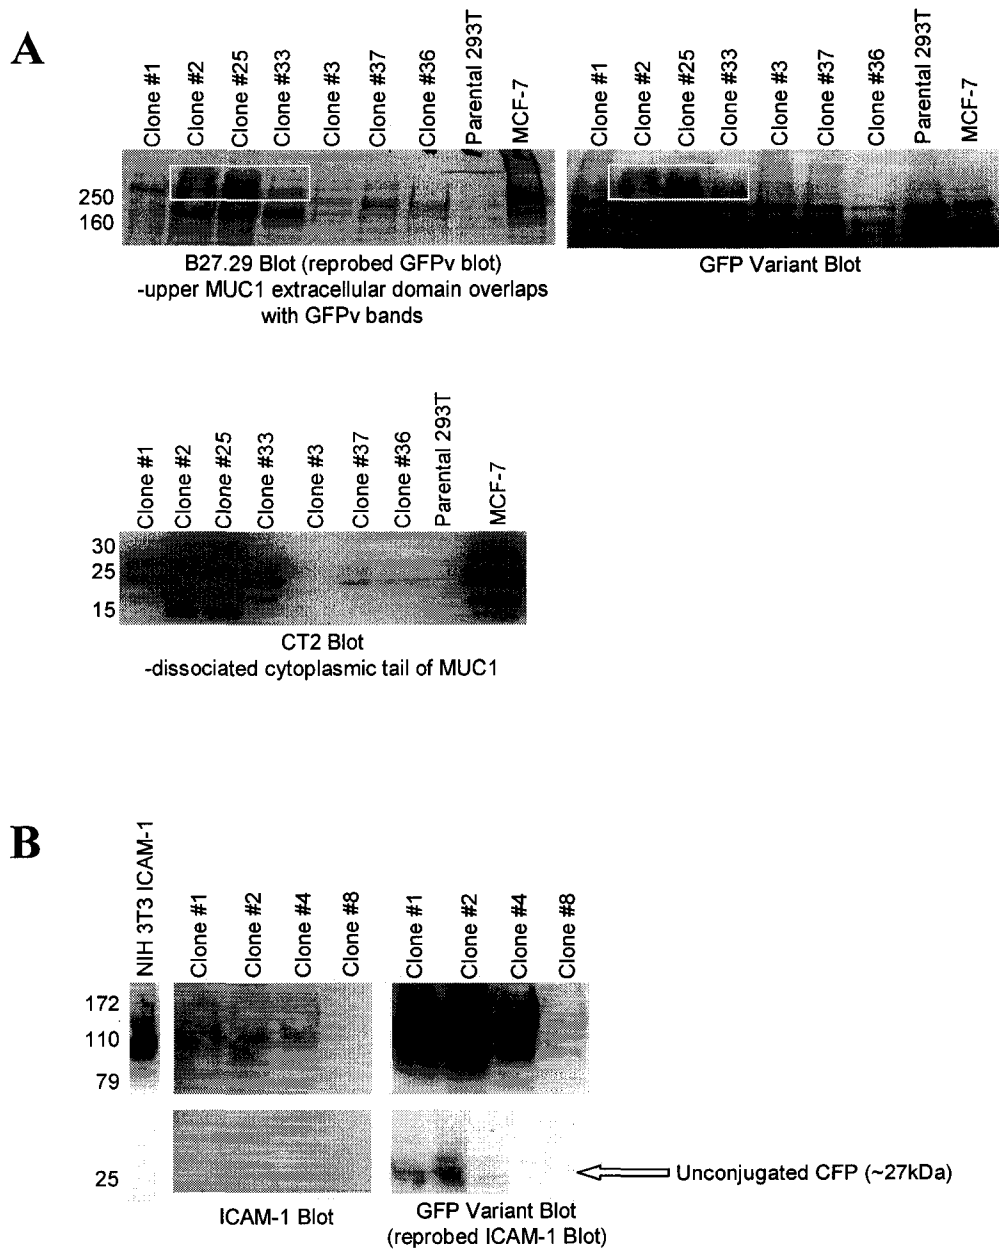 A
Clone #1
Clone #2
Clone #25
Clone #33
Clone #3
Clone #37
Clone #36
Parental 293T
MCF-7
250
160
B27.29 Blot (reprobed GFPv blot)
-upper MUC1 extracellular domain overlaps
with GFPv bands
Clone #1
Clone #2
Clone #25
Clone #33
Clone #3
Clone #37
Clone #36
Parental 293T
MCF-7
GFP Variant Blot
Clone #1
Clone #2
Clone #25
Clone #33
Clone #3
Clone #37
Clone #36
Parental 293T
MCF-7
30
25
15
CT2 Blot
-dissociated cytoplasmic tail of MUC1
B
NIH 3T3 ICAM-1
Clone #1
Clone #2
Clone #4
Clone #8
Clone #1
Clone #2
Clone #4
Clone #8
172
110
79
25
Unconjugated CFP (~27kDa)
ICAM-1 Blot
GFP Variant Blot
(reprobed ICAM-1 Blot)